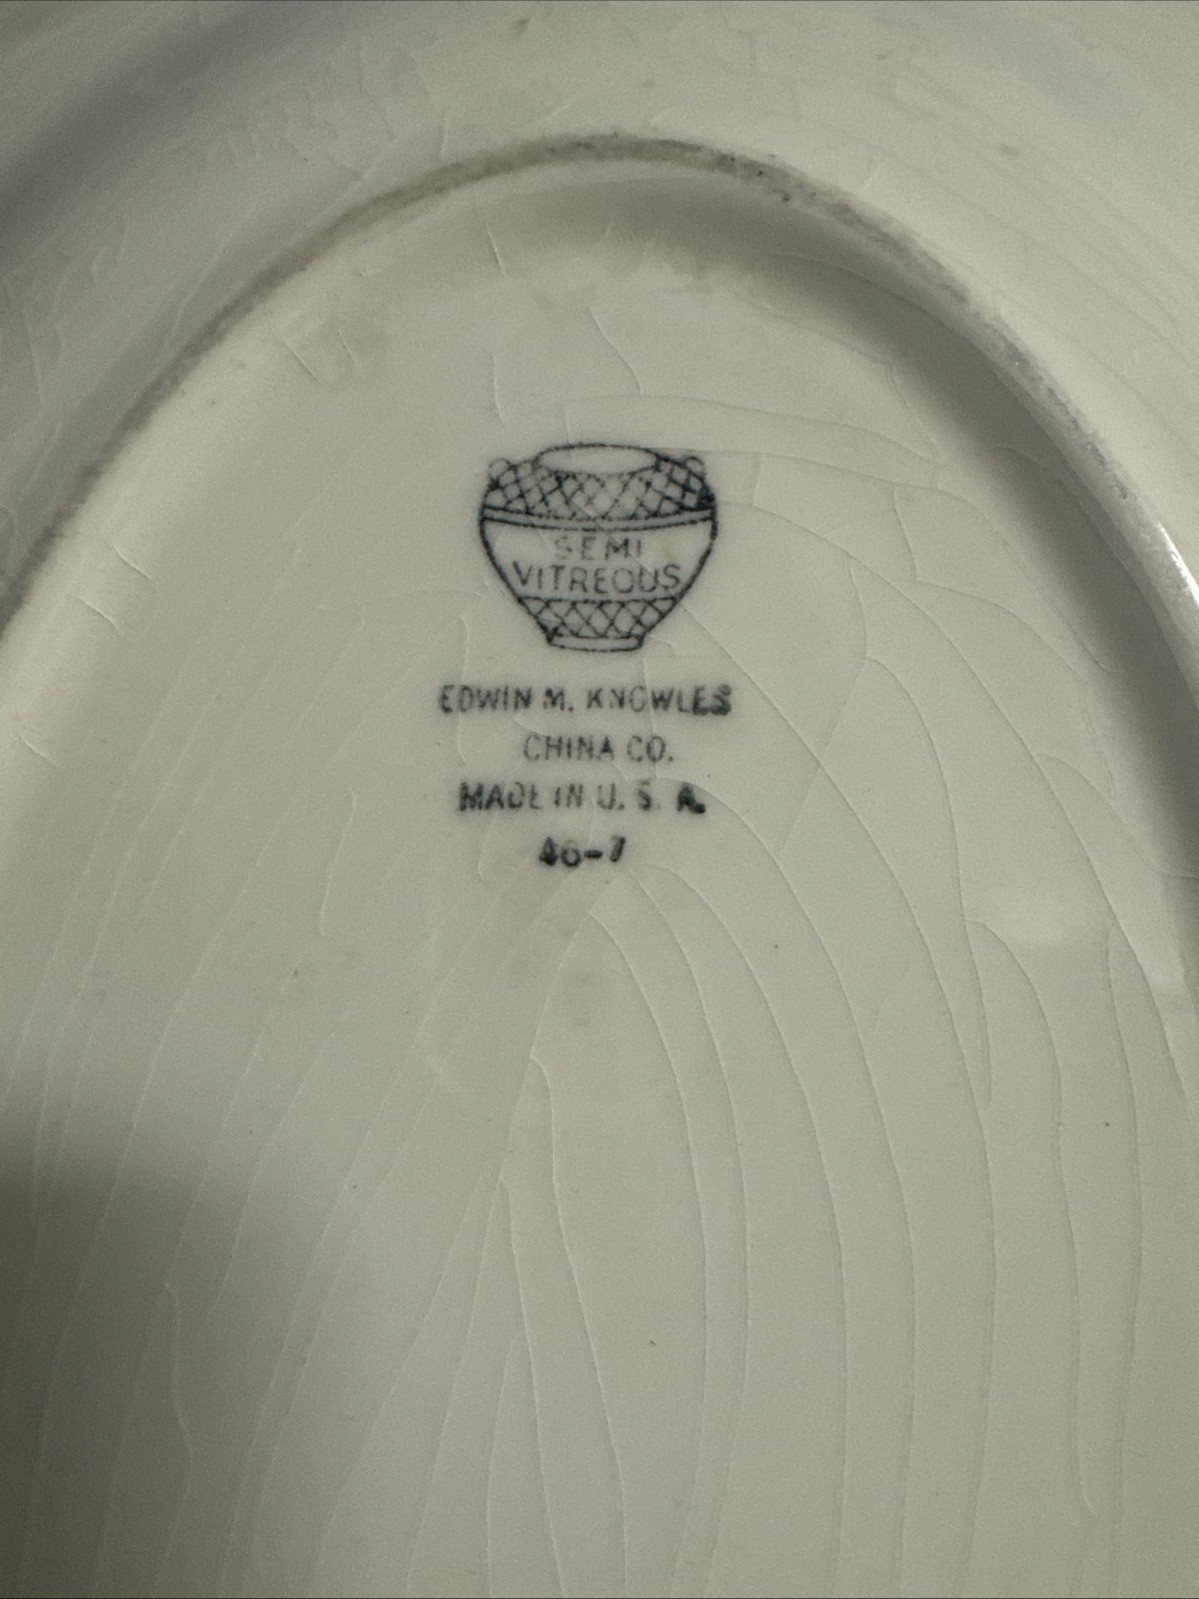 SEMI
VITREOUS
EDWIN M. KNOWLES
CHINA CO.
MADE IN U. S. A.
46-7